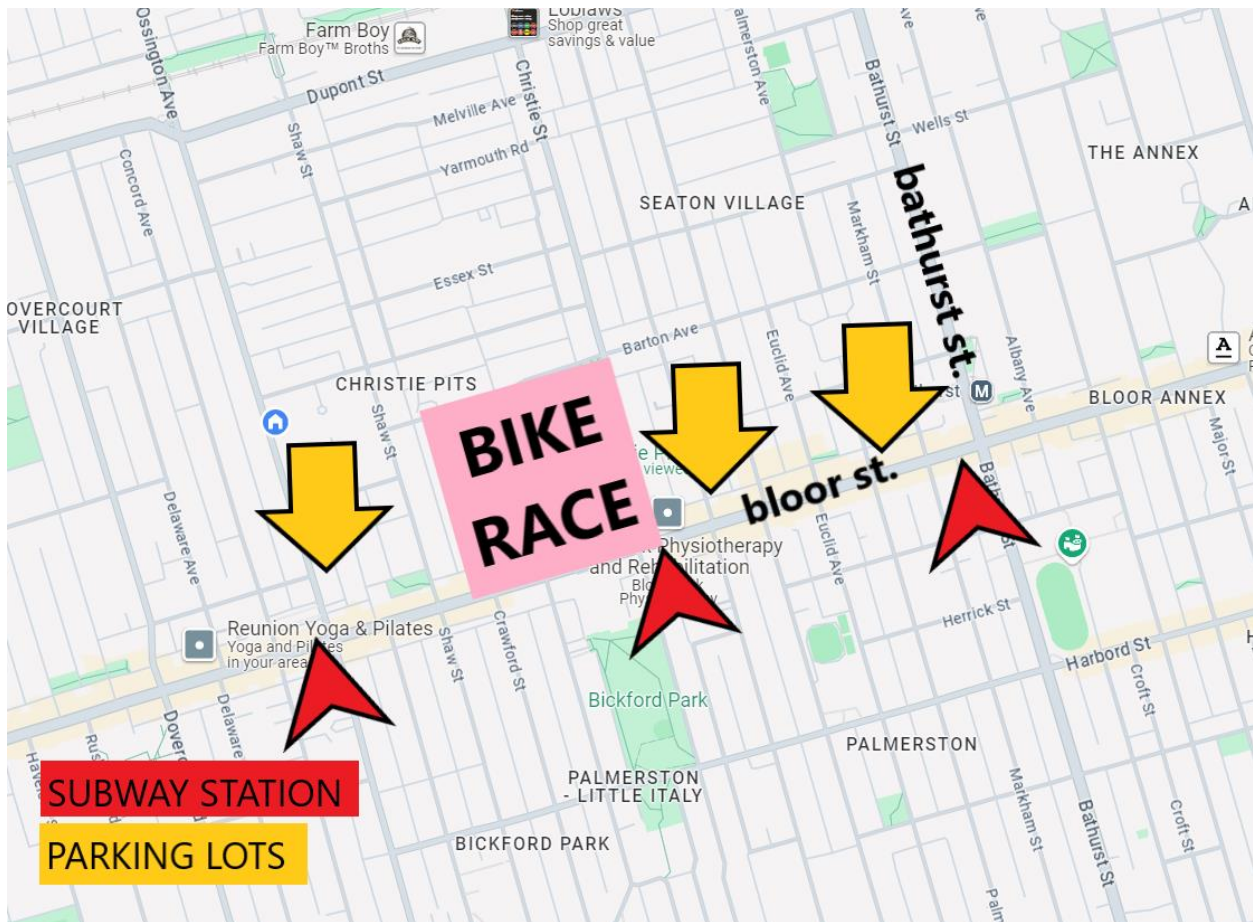 Ossington Ave
Farm Boy
Farm Boy™ Broths
Loblaws
Shop great
savings & value
Palmerston Ave
Ave
Bathurst St
Dupont St
Christie St
Melville Ave
Wells St
Shaw St
Concord Ave
Yarmouth Rd
THE ANNEX
bathurst st.
SEATON VILLAGE
Markham St
A
Essex St
OVERCOURT
VILLAGE
Barton Ave
Euclid Ave
Albany Ave
A
CHRISTIE PITS
M
BLOOR ANNEX
Shaw St
BIKE
RACE
bloor st.
Major St
Delaware Ave
Physiotherapy
and Rehabilitation
Euclid Ave
Herrick St
Reunion Yoga & Pilates
Yoga and Pilates
in your area
Shaw St
Crawford St
Harbord St
Croft St
Delaware
Bickford Park
PALMERSTON
SUBWAY STATION
PALMERSTON
- LITTLE ITALY
Markham St
Bathurst St
Croft St
PARKING LOTS
BICKFORD PARK